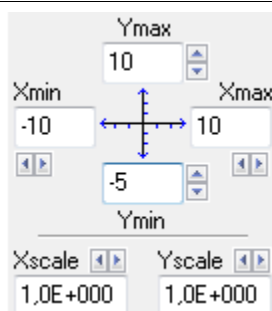 Ymax
10
Xmin Xmax
-10 10
-5
Ymin
Xscale Yscale
1,0E+000 1,0E+000